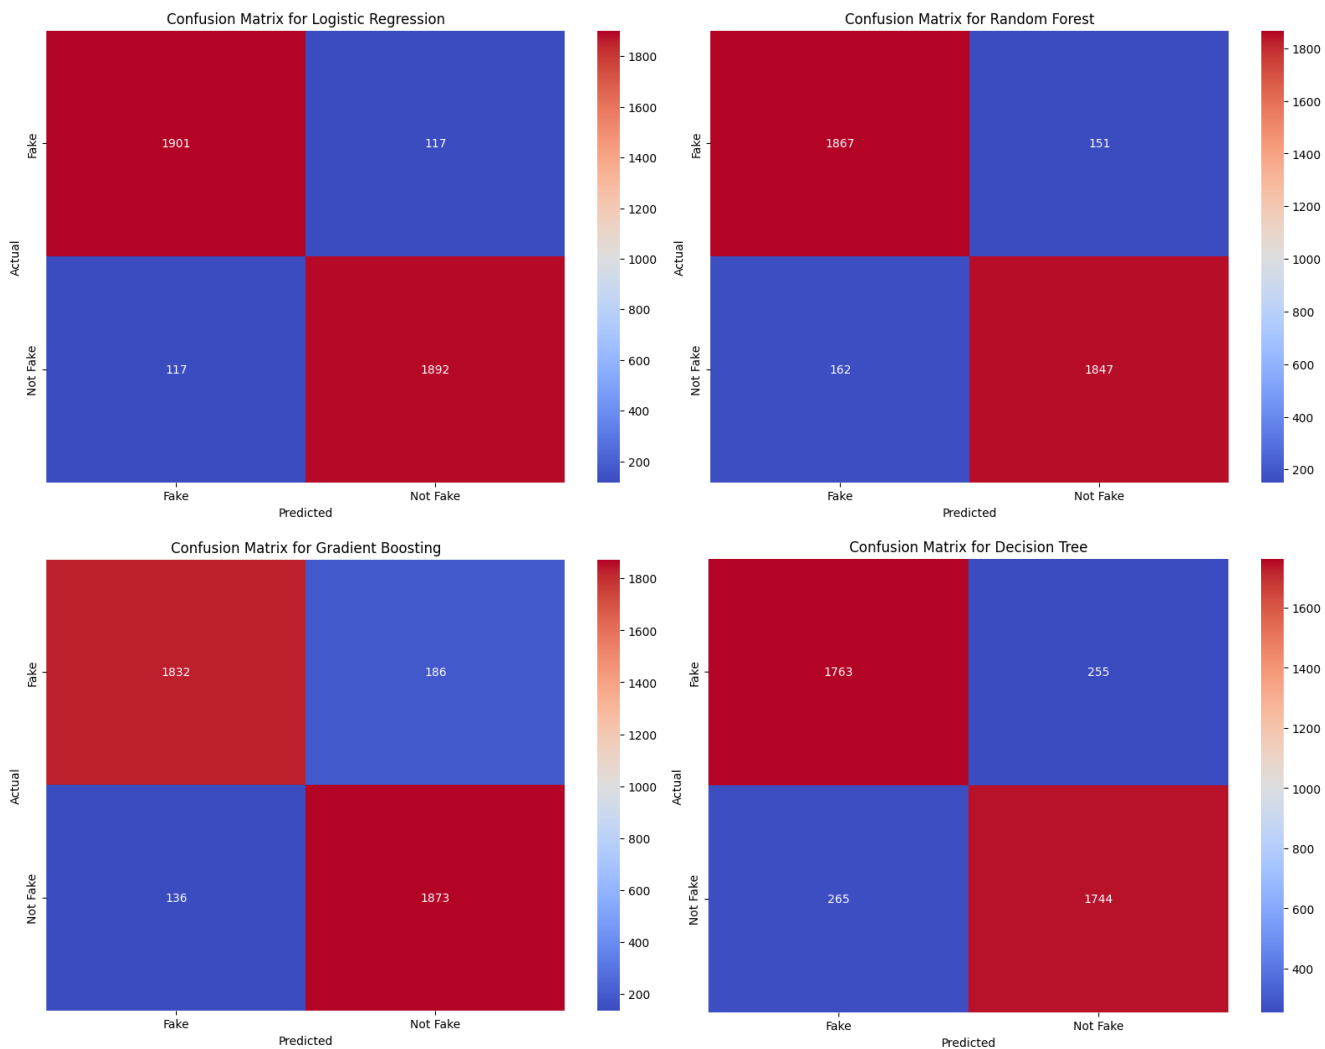 Confusion Matrix for Logistic Regression
Fake
Not Fake
Actual
1901
117
117
1892
Fake
Not Fake
Predicted
1800
1600
1400
1200
1000
800
600
400
200
Confusion Matrix for Random Forest
Fake
Not Fake
Actual
1867
151
162
1847
Fake
Not Fake
Predicted
1800
1600
1400
1200
1000
800
600
400
200
Confusion Matrix for Gradient Boosting
Fake
Not Fake
Actual
1832
186
136
1873
Fake
Not Fake
Predicted
1800
1600
1400
1200
1000
800
600
400
200
Confusion Matrix for Decision Tree
Fake
Not Fake
Actual
1763
255
265
1744
Fake
Not Fake
Predicted
1600
1400
1200
1000
800
600
400